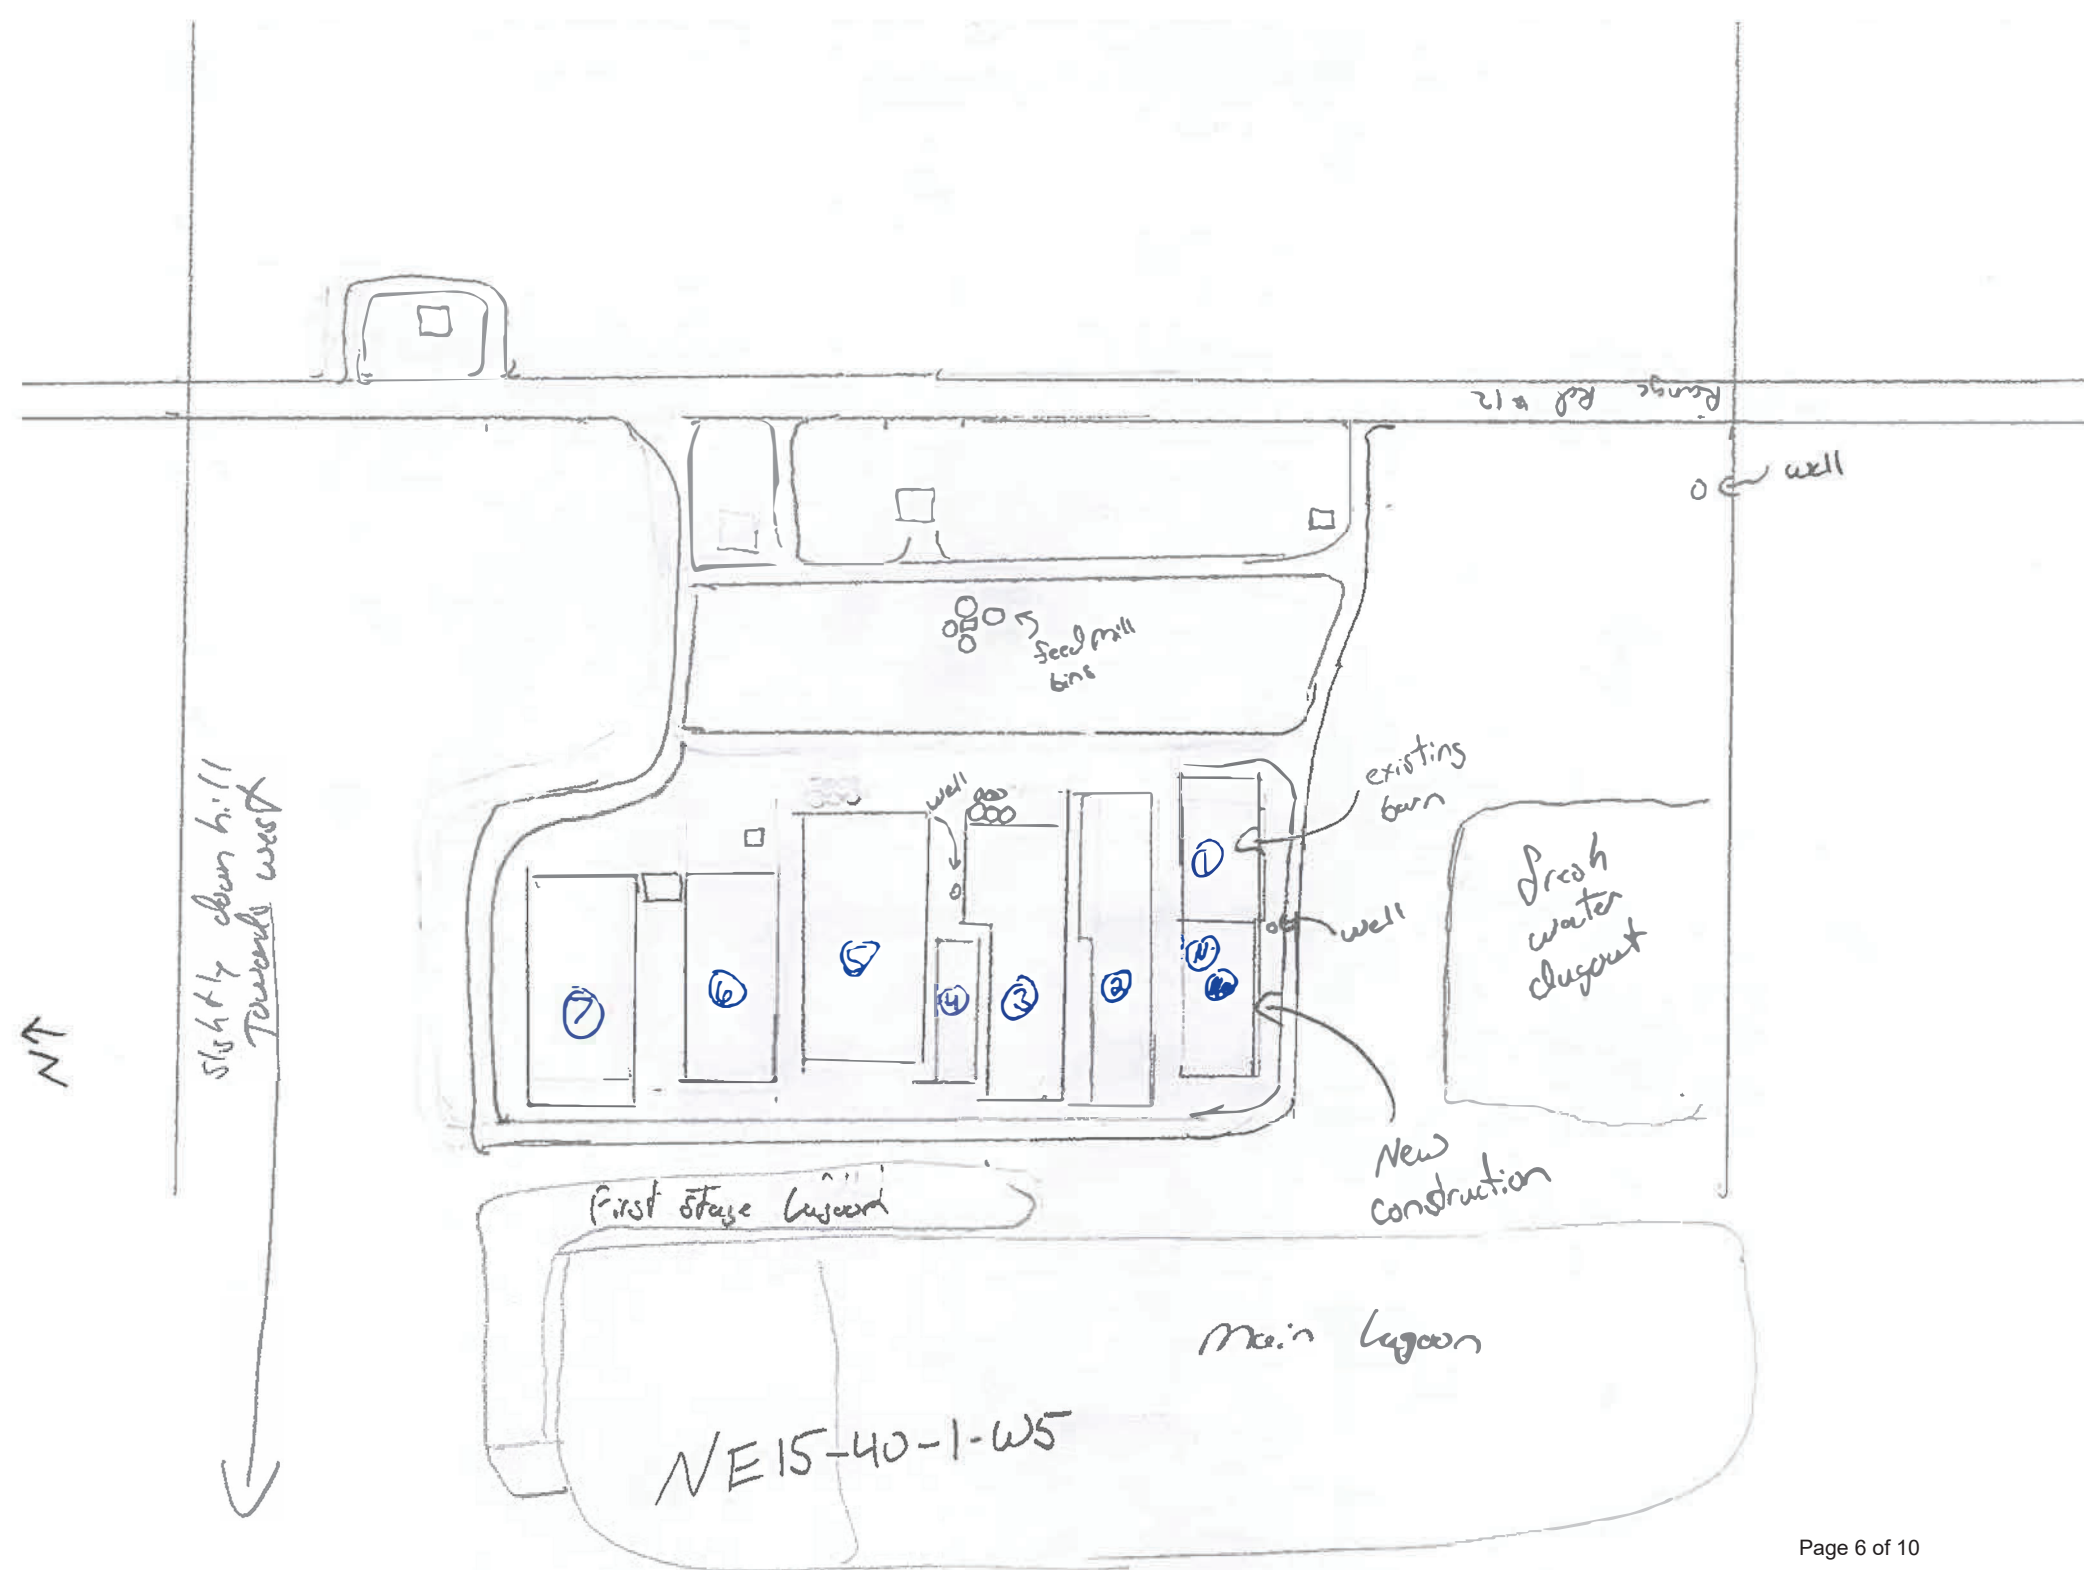 Range Rd #12
well
feed mill
bins
existing
barn
well
1
fresh
water
dugout
slightly down hill
Towards west
well
N
5
6
4
3
2
7
N
New
construction
First stage Lagoon
Main Lagoon
NE15-40-1-W5
Page 6 of 10